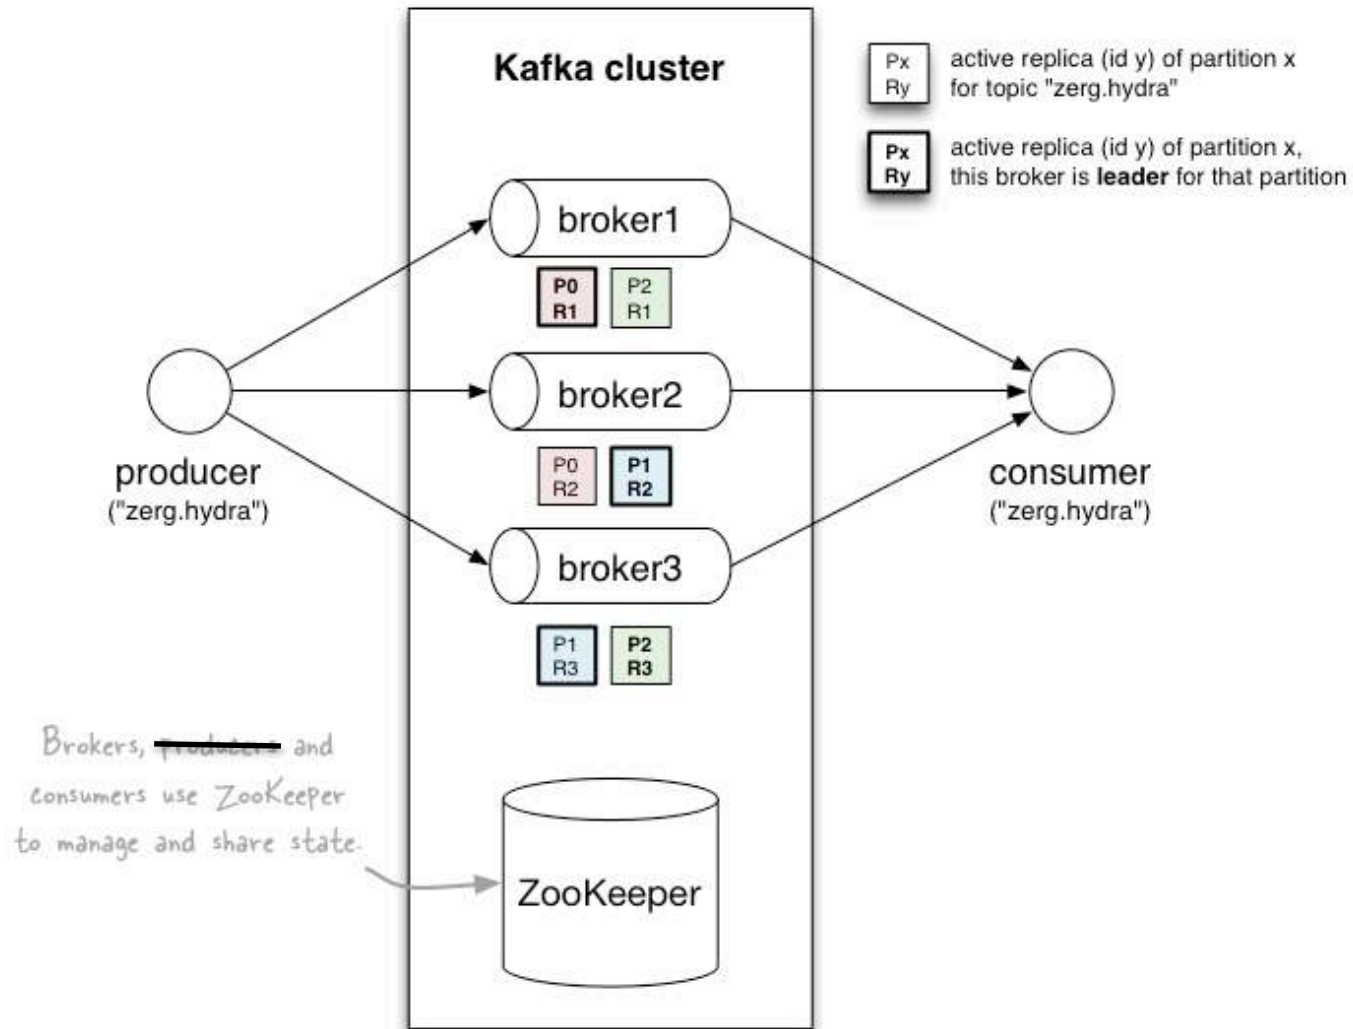 Kafka cluster
Px
Ry
active replica (id y) of partition x
for topic "zerg.hydra"
Px
Ry
active replica (id y) of partition x,
this broker is leader for that partition
broker1
P0
R1
P2
R1
broker2
P0
R2
P1
R2
producer
("zerg.hydra")
consumer
("zerg.hydra")
broker3
P1
R3
P2
R3
Brokers, producers and
consumers use ZooKeeper
to manage and share state.
ZooKeeper